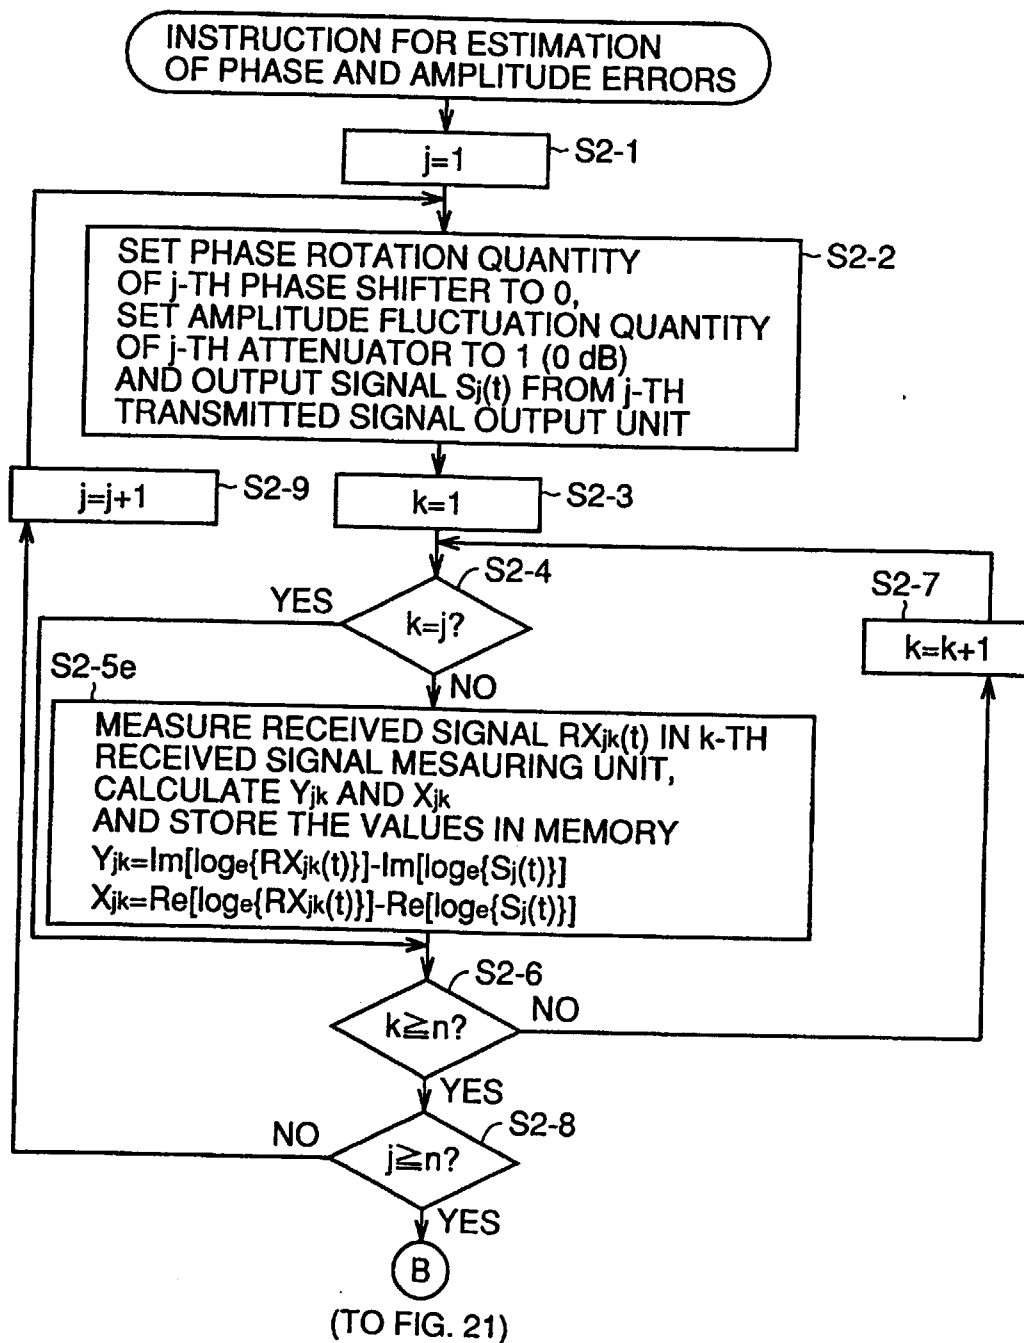 INSTRUCTION FOR ESTIMATION
OF PHASE AND AMPLITUDE ERRORS
j=1
S2-1
SET PHASE ROTATION QUANTITY
OF j-TH PHASE SHIFTER TO 0,
SET AMPLITUDE FLUCTUATION QUANTITY
OF j-TH ATTENUATOR TO 1 (0 dB)
AND OUTPUT SIGNAL Sj(t) FROM j-TH
TRANSMITTED SIGNAL OUTPUT UNIT
S2-2
j=j+1
S2-9
k=1
S2-3
S2-4
YES
k=j?
NO
S2-7
k=k+1
S2-5e
MEASURE RECEIVED SIGNAL RXjk(t) IN k-TH
RECEIVED SIGNAL MESAURING UNIT,
CALCULATE Yjk AND Xjk
AND STORE THE VALUES IN MEMORY
Yjk=Im[loge{RXjk(t)}]-Im[loge{Sj(t)}]
Xjk=Re[loge{RXjk(t)}]-Re[loge{Sj(t)}]
S2-6
k≧n?
NO
YES
S2-8
NO
j≧n?
YES
B
(TO FIG. 21)